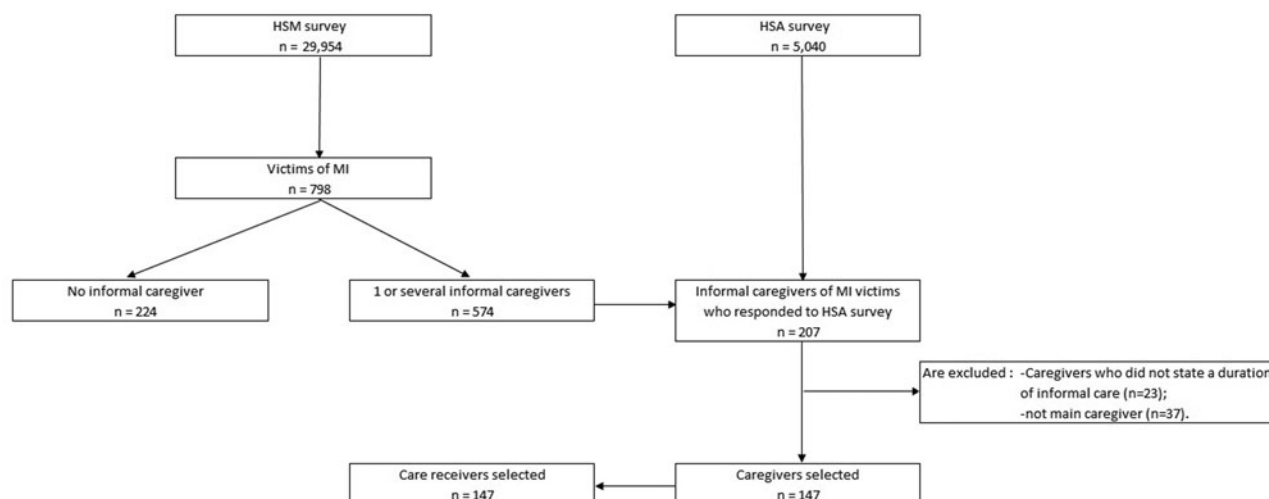 HSM survey
n = 29,954
HSA survey
n = 5,040
Victims of MI
n = 798
No informal caregiver
n = 224
1 or several informal caregivers
n = 574
Informal caregivers of MI victims
who responded to HSA survey
n = 207
Are excluded : -Caregivers who did not state a duration
of informal care (n=23);
-not main caregiver (n=37).
Care receivers selected
n = 147
Caregivers selected
n = 147